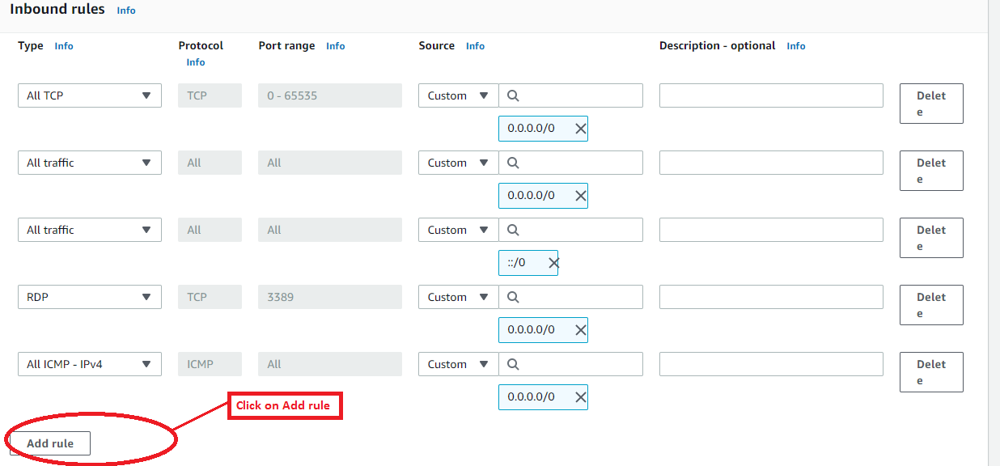 Inbound rules Info
Type Info Protocol Info Port range Info Source Info Description - optional Info
All TCP TCP 0 - 65535 Custom Delet
e
0.0.0.0/0
All traffic All All Custom Delet
e
0.0.0.0/0
All traffic All All Custom Delet
e
::/0
RDP TCP 3389 Custom Delet
e
0.0.0.0/0
All ICMP - IPv4 ICMP All Custom Delet
e
0.0.0.0/0
Click on Add rule
Add rule